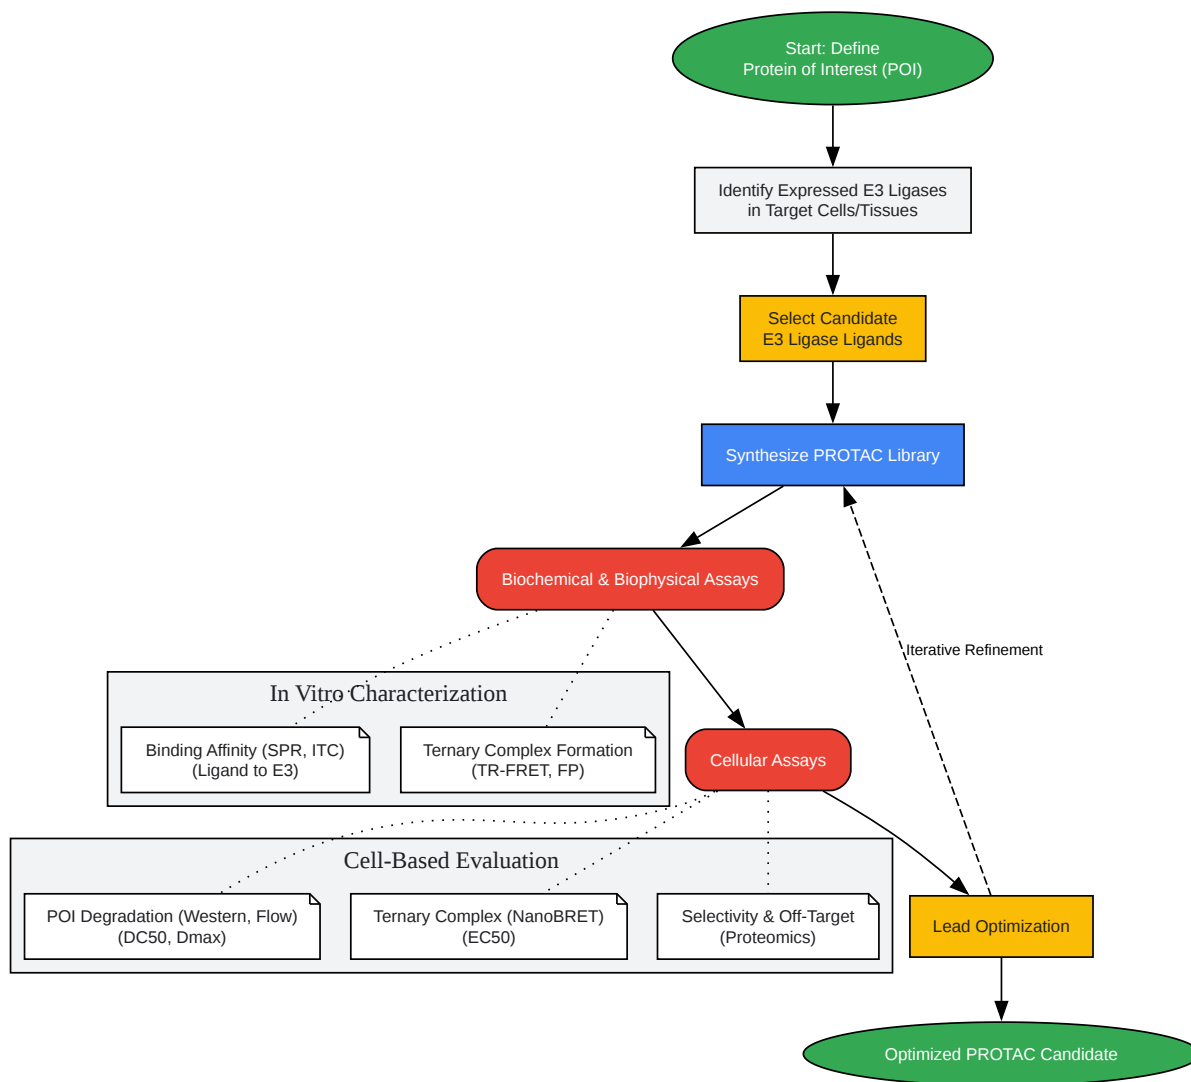 Start: Define
Protein of Interest (POI)
Identify Expressed E3 Ligases
in Target Cells/Tissues
Select Candidate
E3 Ligase Ligands
Synthesize PROTAC Library
Biochemical & Biophysical Assays
Iterative Refinement
In Vitro Characterization
Binding Affinity (SPR, ITC)
(Ligand to E3)
Ternary Complex Formation
(TR-FRET, FP)
Cellular Assays
Cell-Based Evaluation
POI Degradation (Western, Flow)
(DC50, Dmax)
Ternary Complex (NanoBRET)
(EC50)
Selectivity & Off-Target
(Proteomics)
Lead Optimization
Optimized PROTAC Candidate